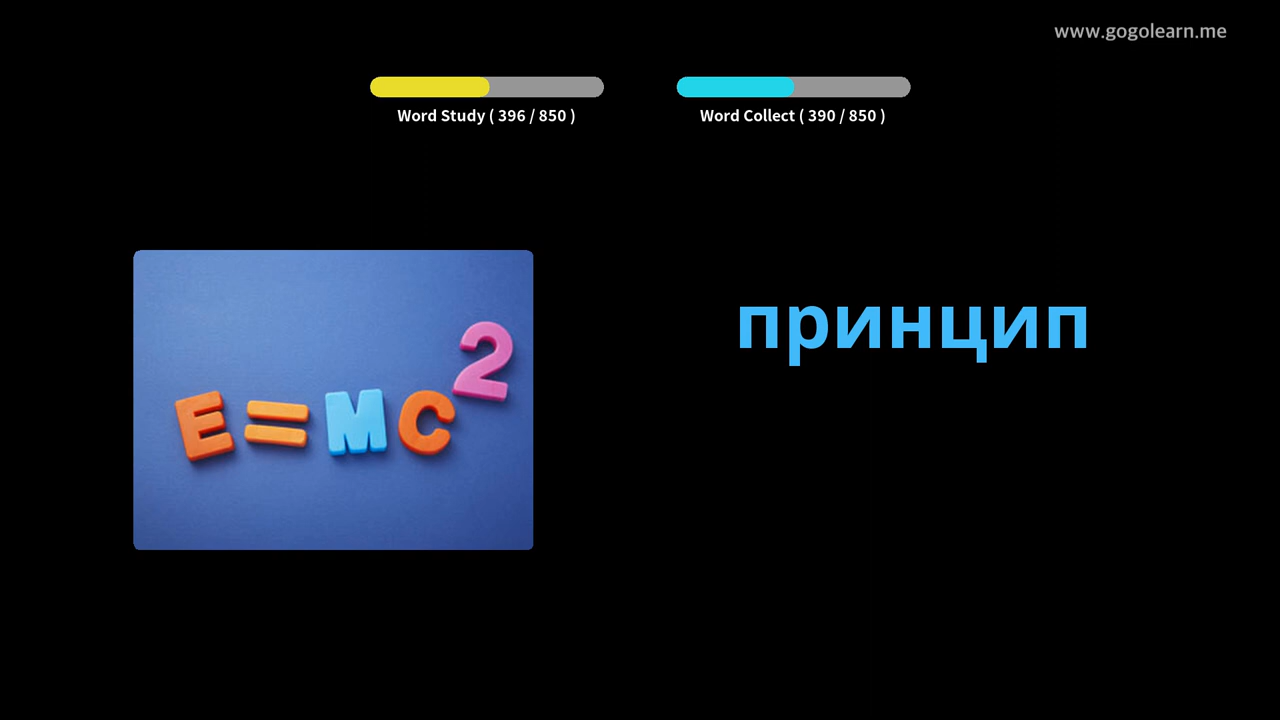 www.gogolearn.me
Word Study ( 396 / 850 )
Word Collect ( 390 / 850 )
E=MC²
принцип